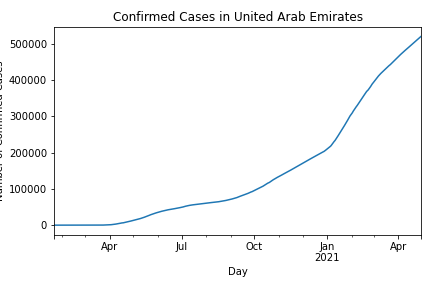 Confirmed Cases in United Arab Emirates
500000
400000
300000
200000
100000
0
Apr
Jul
Oct
Jan
2021
Apr
Day